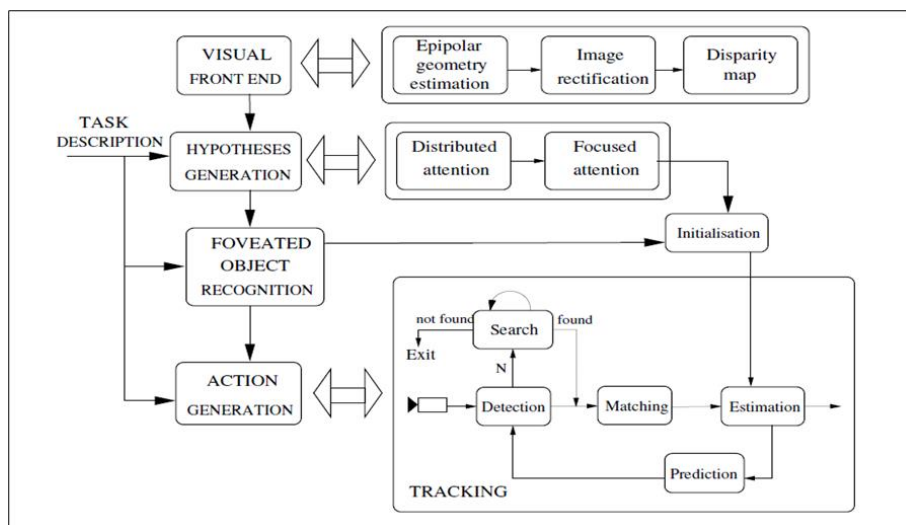 VISUAL
FRONT END
Epipolar
geometry
estimation
Image
rectification
Disparity
map
TASK
DESCRIPTION
HYPOTHESES
GENERATION
Distributed
attention
Focused
attention
FOVEATED
OBJECT
RECOGNITION
Initialisation
not found
Search
found
Exit
N
ACTION
GENERATION
Detection
Matching
Estimation
Prediction
TRACKING